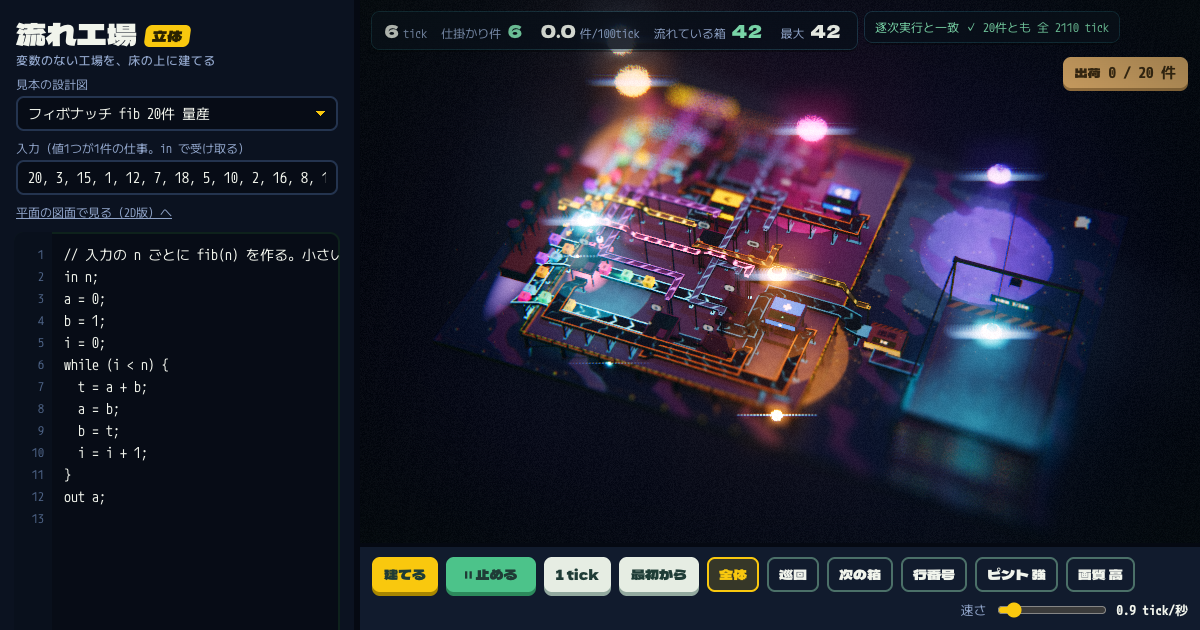 流れ工場 立体
変数のない工場を、床の上に建てる
見本の設計図
フィボナッチ fib 20件 量産
入力（値1つが1件の仕事。in で受け取る）
20, 3, 15, 1, 12, 7, 18, 5, 10, 2, 16, 8, 1
平面の図面で見る（2D版）へ
1 // 入力の n ごとに fib(n) を作る。小さい
2 in n;
3 a = 0;
4 b = 1;
5 i = 0;
6 while (i < n) {
7 t = a + b;
8 a = b;
9 b = t;
10 i = i + 1;
11 }
12 out a;
13
6 tick 仕掛かり件 6 0.0 件/100tick 流れている箱 42 最大 42
逐次実行と一致 ✓ 20件とも 全 2110 tick
出荷 0 / 20 件
建てる
⏸ 止める
1 tick
最初から
全体
巡回
次の箱
行番号
ピント 強
画質 高
速さ 0.9 tick/秒